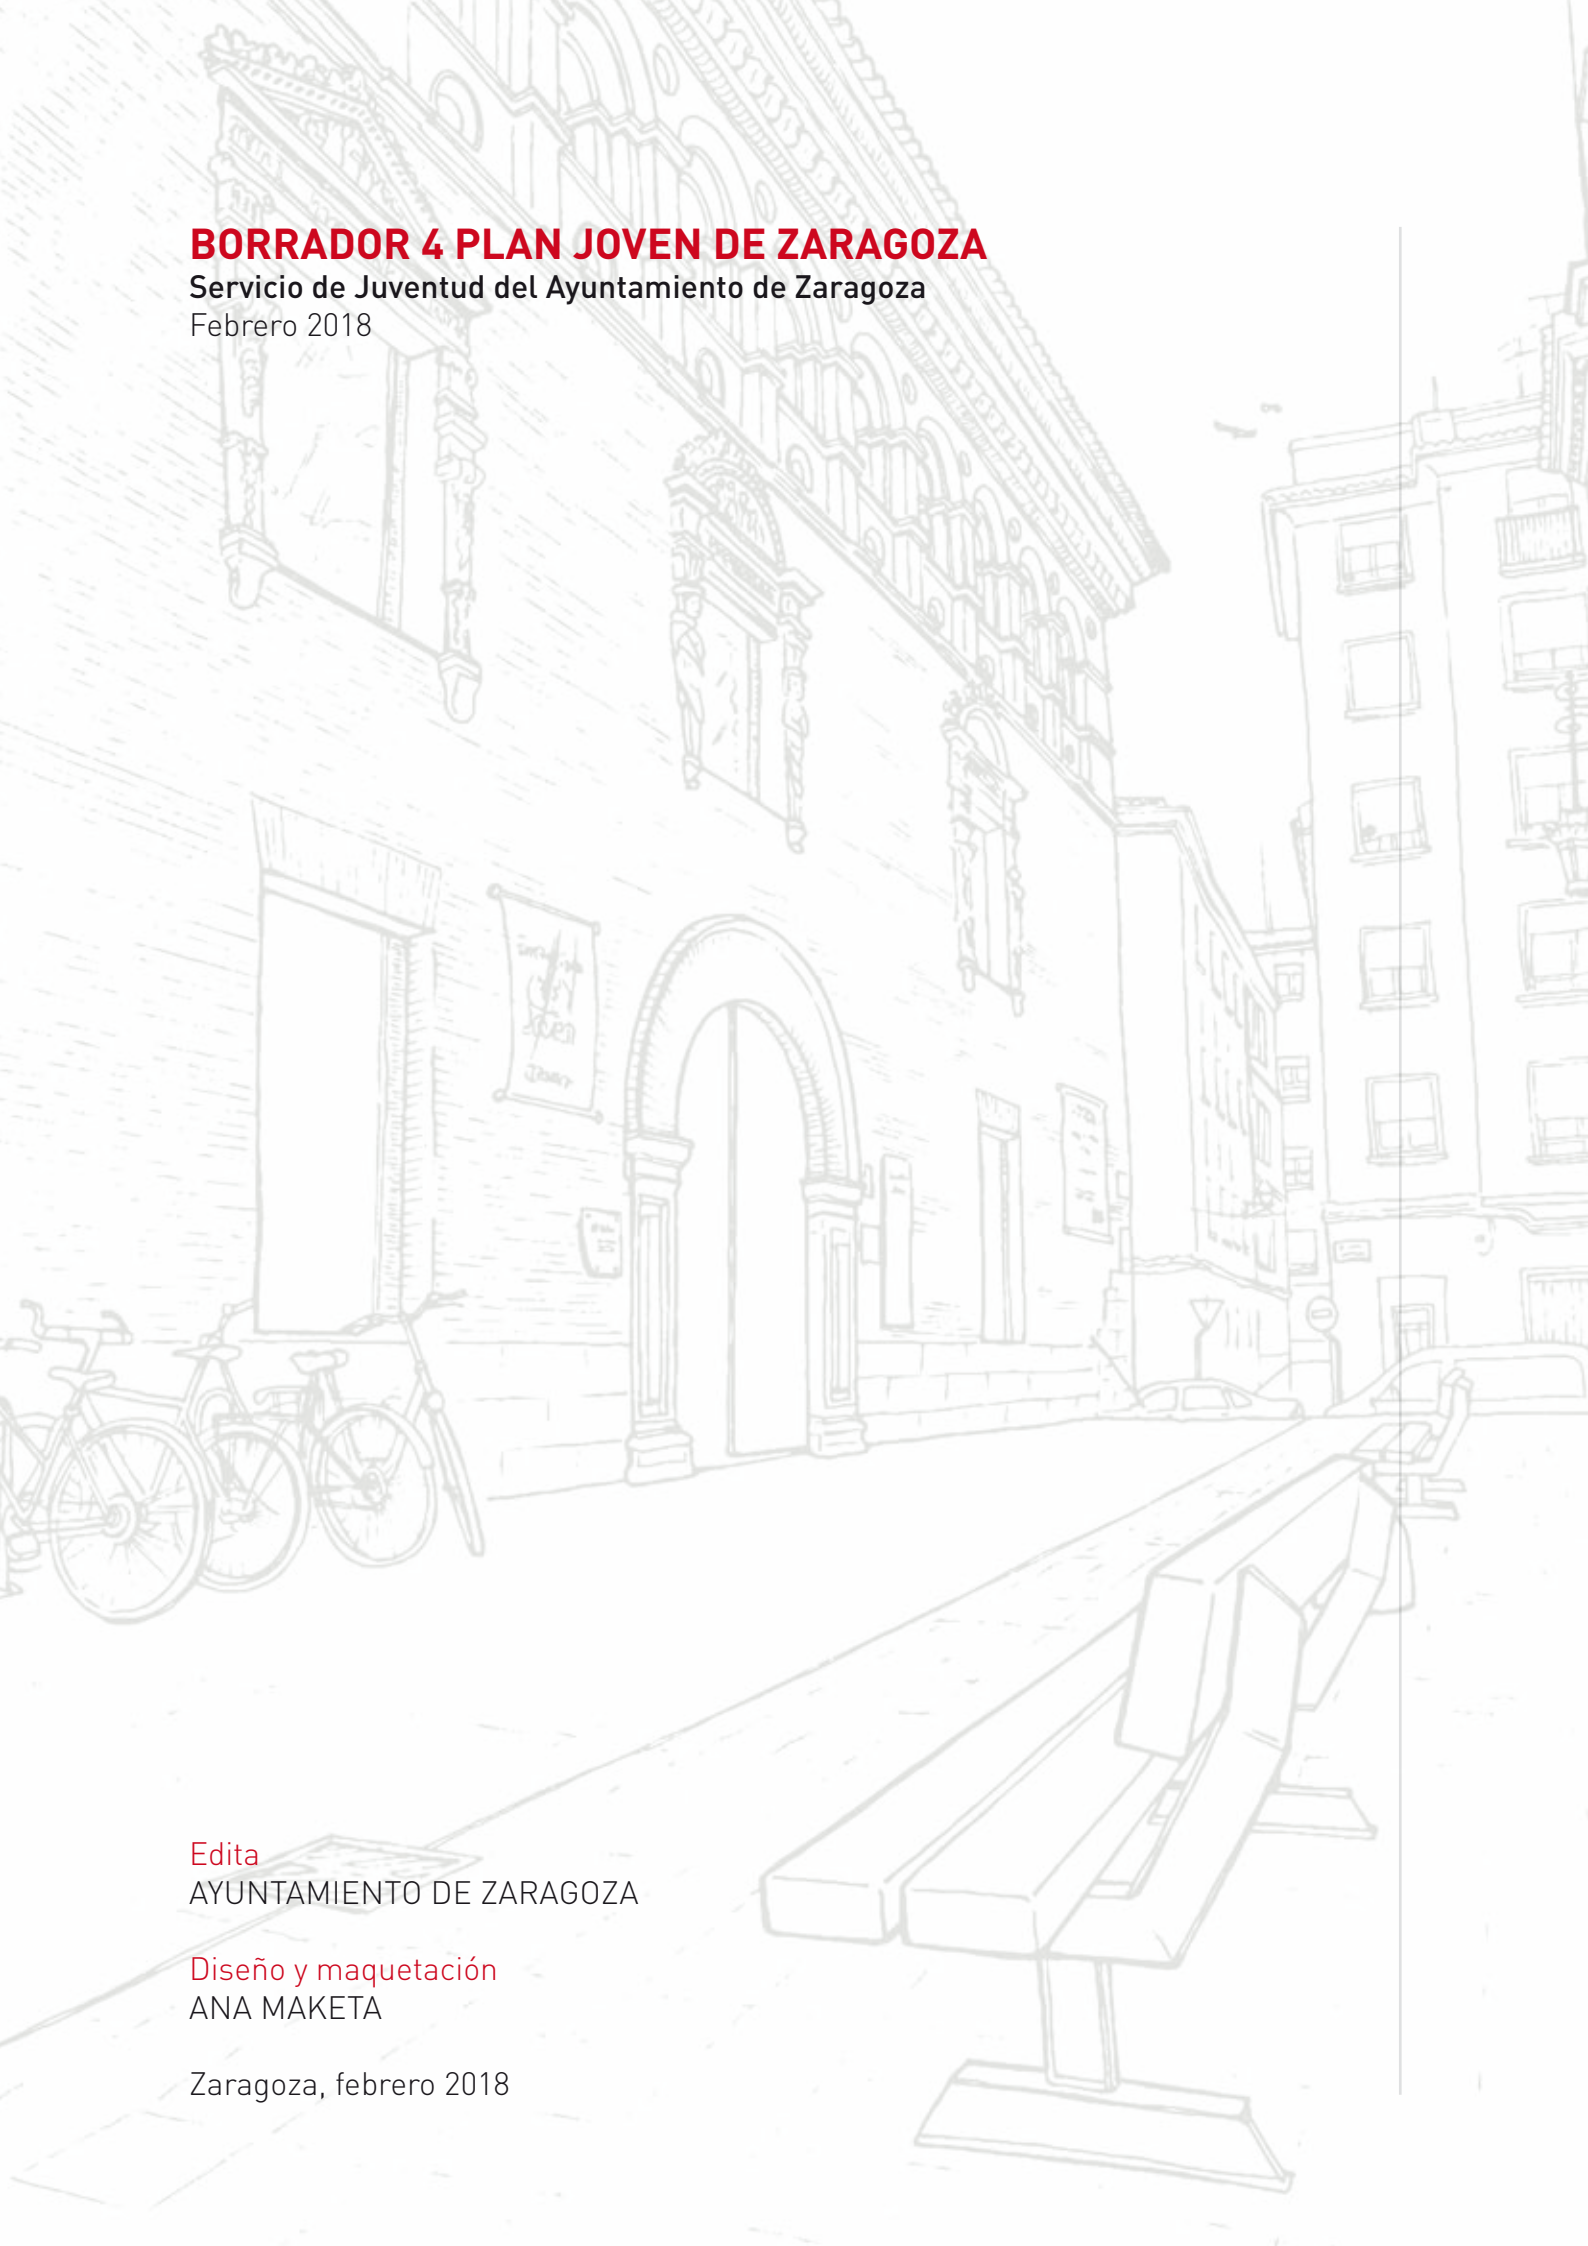 BORRADOR 4 PLAN JOVEN DE ZARAGOZA
Servicio de Juventud del Ayuntamiento de Zaragoza
Febrero 2018
Edita
AYUNTAMIENTO DE ZARAGOZA
Diseño y maquetación
ANA MAKETA
Zaragoza, febrero 2018